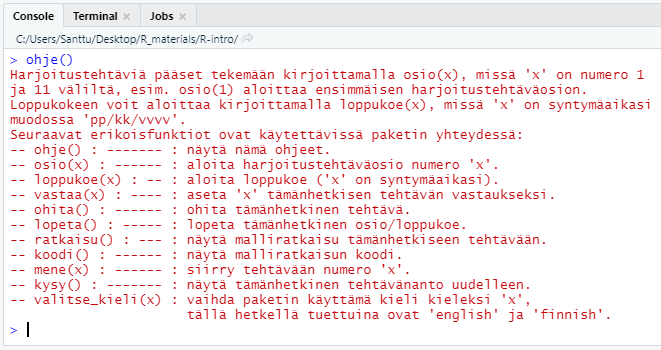 Console Terminal × Jobs ×
C:/Users/Santtu/Desktop/R_materials/R-intro/
> ohje()
Harjoitustehtäviä pääset tekemään kirjoittamalla osio(x), missä 'x' on numero 1
ja 11 väliltä, esim. osio(1) aloittaa ensimmäisen harjoitustehtäväosion.
Loppukokeen voit aloittaa kirjoittamalla loppukoe(x), missä 'x' on syntymäaikasi
muodossa 'pp/kk/vvvv'.
Seuraavat erikoisfunktiot ovat käytettävissä paketin yhteydessä:
-- ohje() : ------- : näytä nämä ohjeet.
-- osio(x) : ------ : aloita harjoitustehtäväosio numero 'x'.
-- loppukoe(x) : -- : aloita loppukoe ('x' on syntymäaikasi).
-- vastaa(x) : ---- : aseta 'x' tämänhetkisen tehtävän vastaukseksi.
-- ohita() : ------ : ohita tämänhetkinen tehtävä.
-- lopeta() : ----- : lopeta tämänhetkinen osio/loppukoe.
-- ratkaisu() : --- : näytä malliratkaisu tämänhetkiseen tehtävään.
-- koodi() : ------ : näytä malliratkaisun koodi.
-- mene(x) : ------ : siirry tehtävään numero 'x'.
-- kysy() : ------- : näytä tämänhetkinen tehtävänanto uudelleen.
-- valitse_kieli(x) : vaihda paketin käyttämä kieli kieleksi 'x',
tällä hetkellä tuettuina ovat 'english' ja 'finnish'.
>